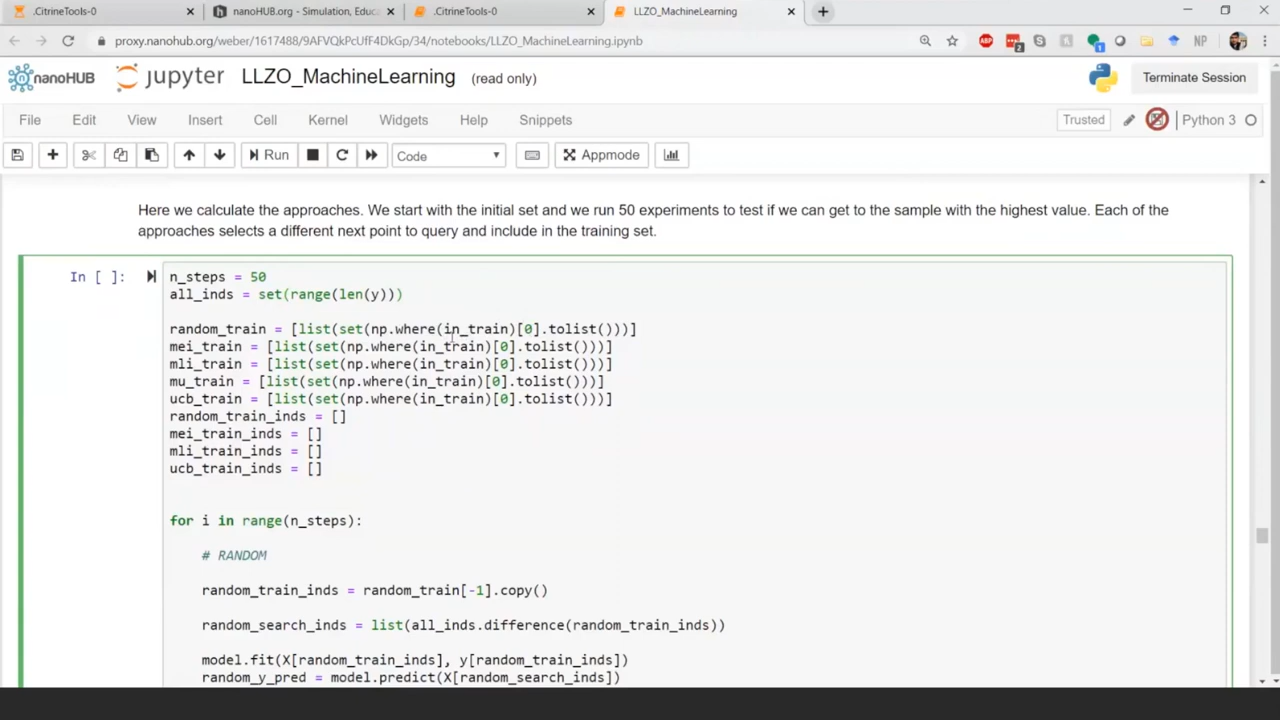 .CitrineTools-0
nanoHUB.org - Simulation, Educ
.CitrineTools-0
LLZO_MachineLearning
proxy.nanohub.org/weber/1617488/9AFVQkPcUfF4DkGp/34/notebooks/LLZO_MachineLearning.ipynb
ABP
2
1
NP
nanoHUB
jupyter
LLZO_MachineLearning
(read only)
Terminate Session
File Edit View Insert Cell Kernel Widgets Help Snippets
Trusted
Python 3
Run
Code
Appmode
Here we calculate the approaches. We start with the initial set and we run 50 experiments to test if we can get to the sample with the highest value. Each of the
approaches selects a different next point to query and include in the training set.
In [ ]:
n_steps = 50
all_inds = set(range(len(y)))
random_train = [list(set(np.where(in_train)[0].tolist()))]
mei_train = [list(set(np.where(in_train)[0].tolist()))]
mli_train = [list(set(np.where(in_train)[0].tolist()))]
mu_train = [list(set(np.where(in_train)[0].tolist()))]
ucb_train = [list(set(np.where(in_train)[0].tolist()))]
random_train_inds = []
mei_train_inds = []
mli_train_inds = []
ucb_train_inds = []
for i in range(n_steps):
# RANDOM
random_train_inds = random_train[-1].copy()
random_search_inds = list(all_inds.difference(random_train_inds))
model.fit(X[random_train_inds], y[random_train_inds])
random_y_pred = model.predict(X[random_search_inds])